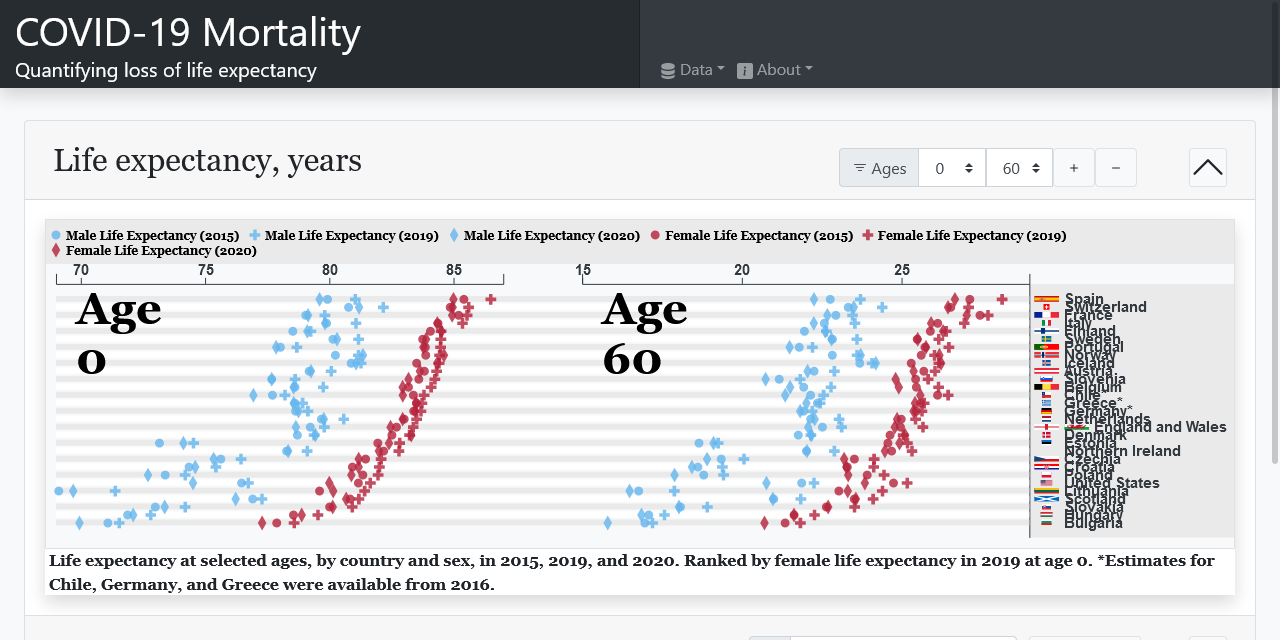 COVID-19 Mortality
Quantifying loss of life expectancy
Data
About
Life expectancy, years
Ages
0
60
+
−
Male Life Expectancy (2015)
Male Life Expectancy (2019)
Male Life Expectancy (2020)
Female Life Expectancy (2015)
Female Life Expectancy (2019)
Female Life Expectancy (2020)
70 75 80 85
15 20 25
Age
0
Age
60
Spain
Switzerland
France
Italy
Finland
Sweden
Portugal
Norway
Iceland
Austria
Slovenia
Belgium
Chile
Greece*
Germany*
Netherlands
England and Wales
Denmark
Estonia
Northern Ireland
Czechia
Croatia
Poland
United States
Lithuania
Scotland
Slovakia
Hungary
Bulgaria
Life expectancy at selected ages, by country and sex, in 2015, 2019, and 2020. Ranked by female life expectancy in 2019 at age 0. *Estimates for
Chile, Germany, and Greece were available from 2016.